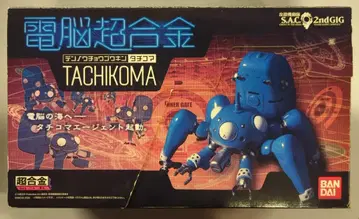 電脳超合金
デンノウチョウゴウキン タチコマ
TACHIKOMA
攻殻機動隊
S.A.C. 2nd GIG
電脳の海へ──
タチコマエージェント起動。
超合金
BAN
DAI